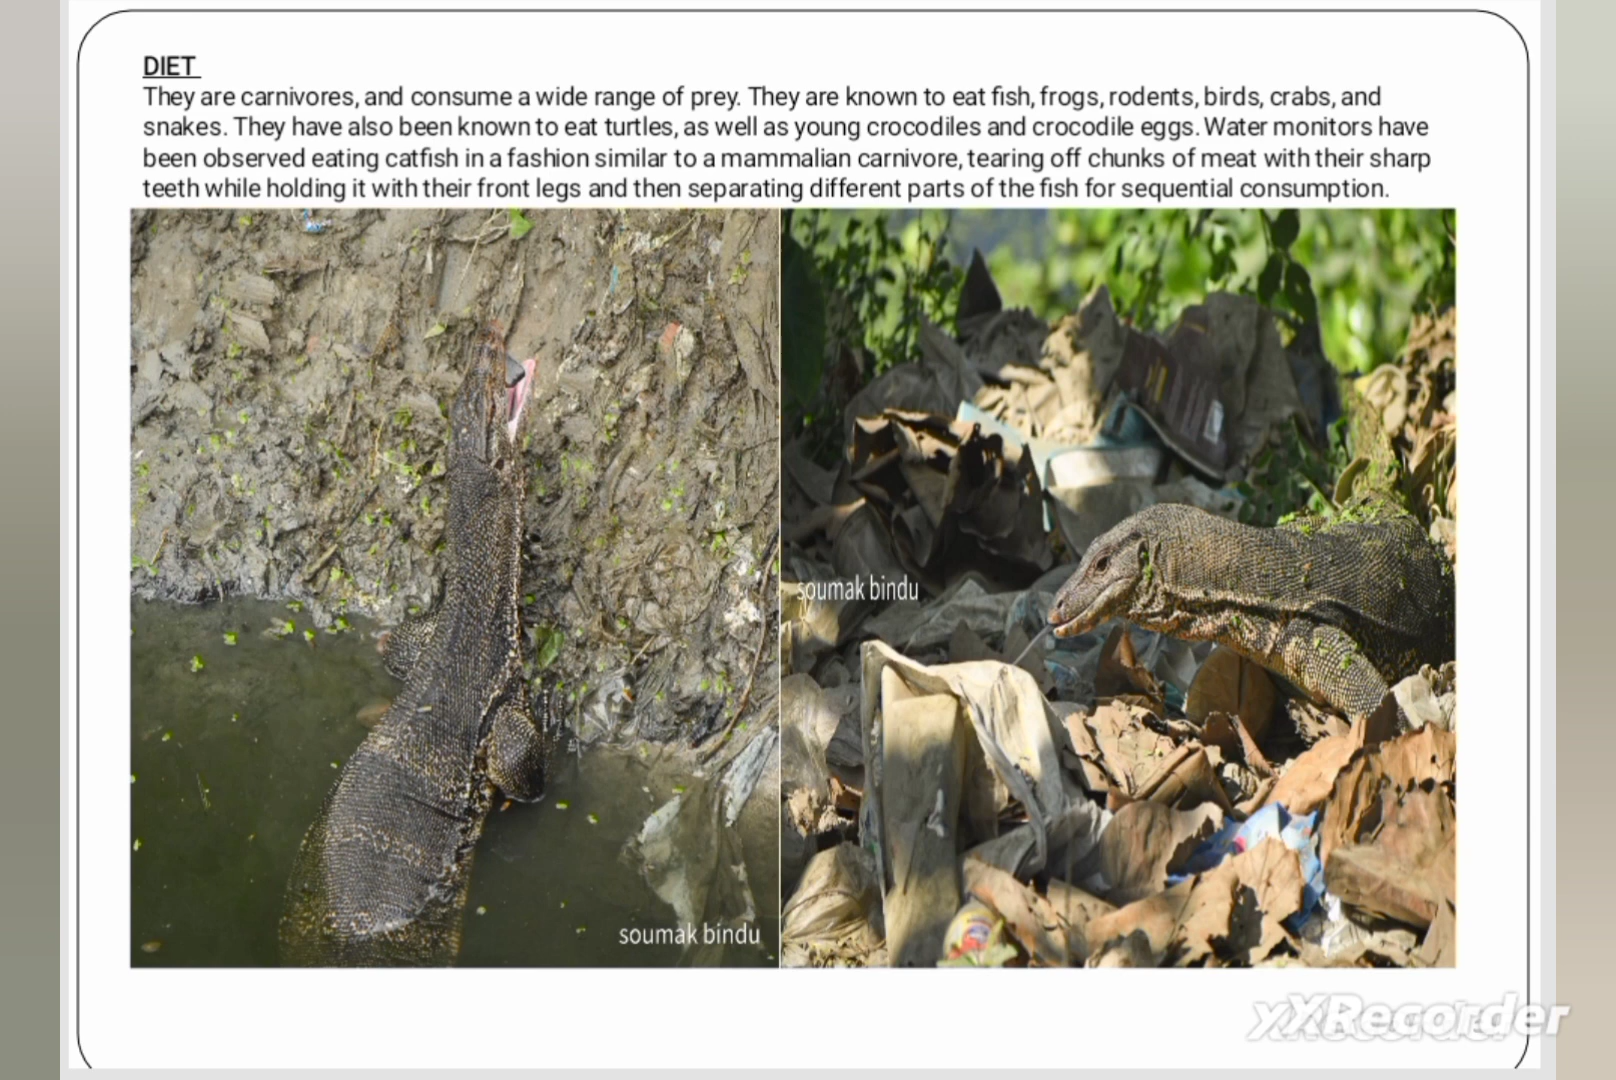 DIET
They are carnivores, and consume a wide range of prey. They are known to eat fish, frogs, rodents, birds, crabs, and
snakes. They have also been known to eat turtles, as well as young crocodiles and crocodile eggs. Water monitors have
been observed eating catfish in a fashion similar to a mammalian carnivore, tearing off chunks of meat with their sharp
teeth while holding it with their front legs and then separating different parts of the fish for sequential consumption.
soumak bindu
soumak bindu
xXRecorder